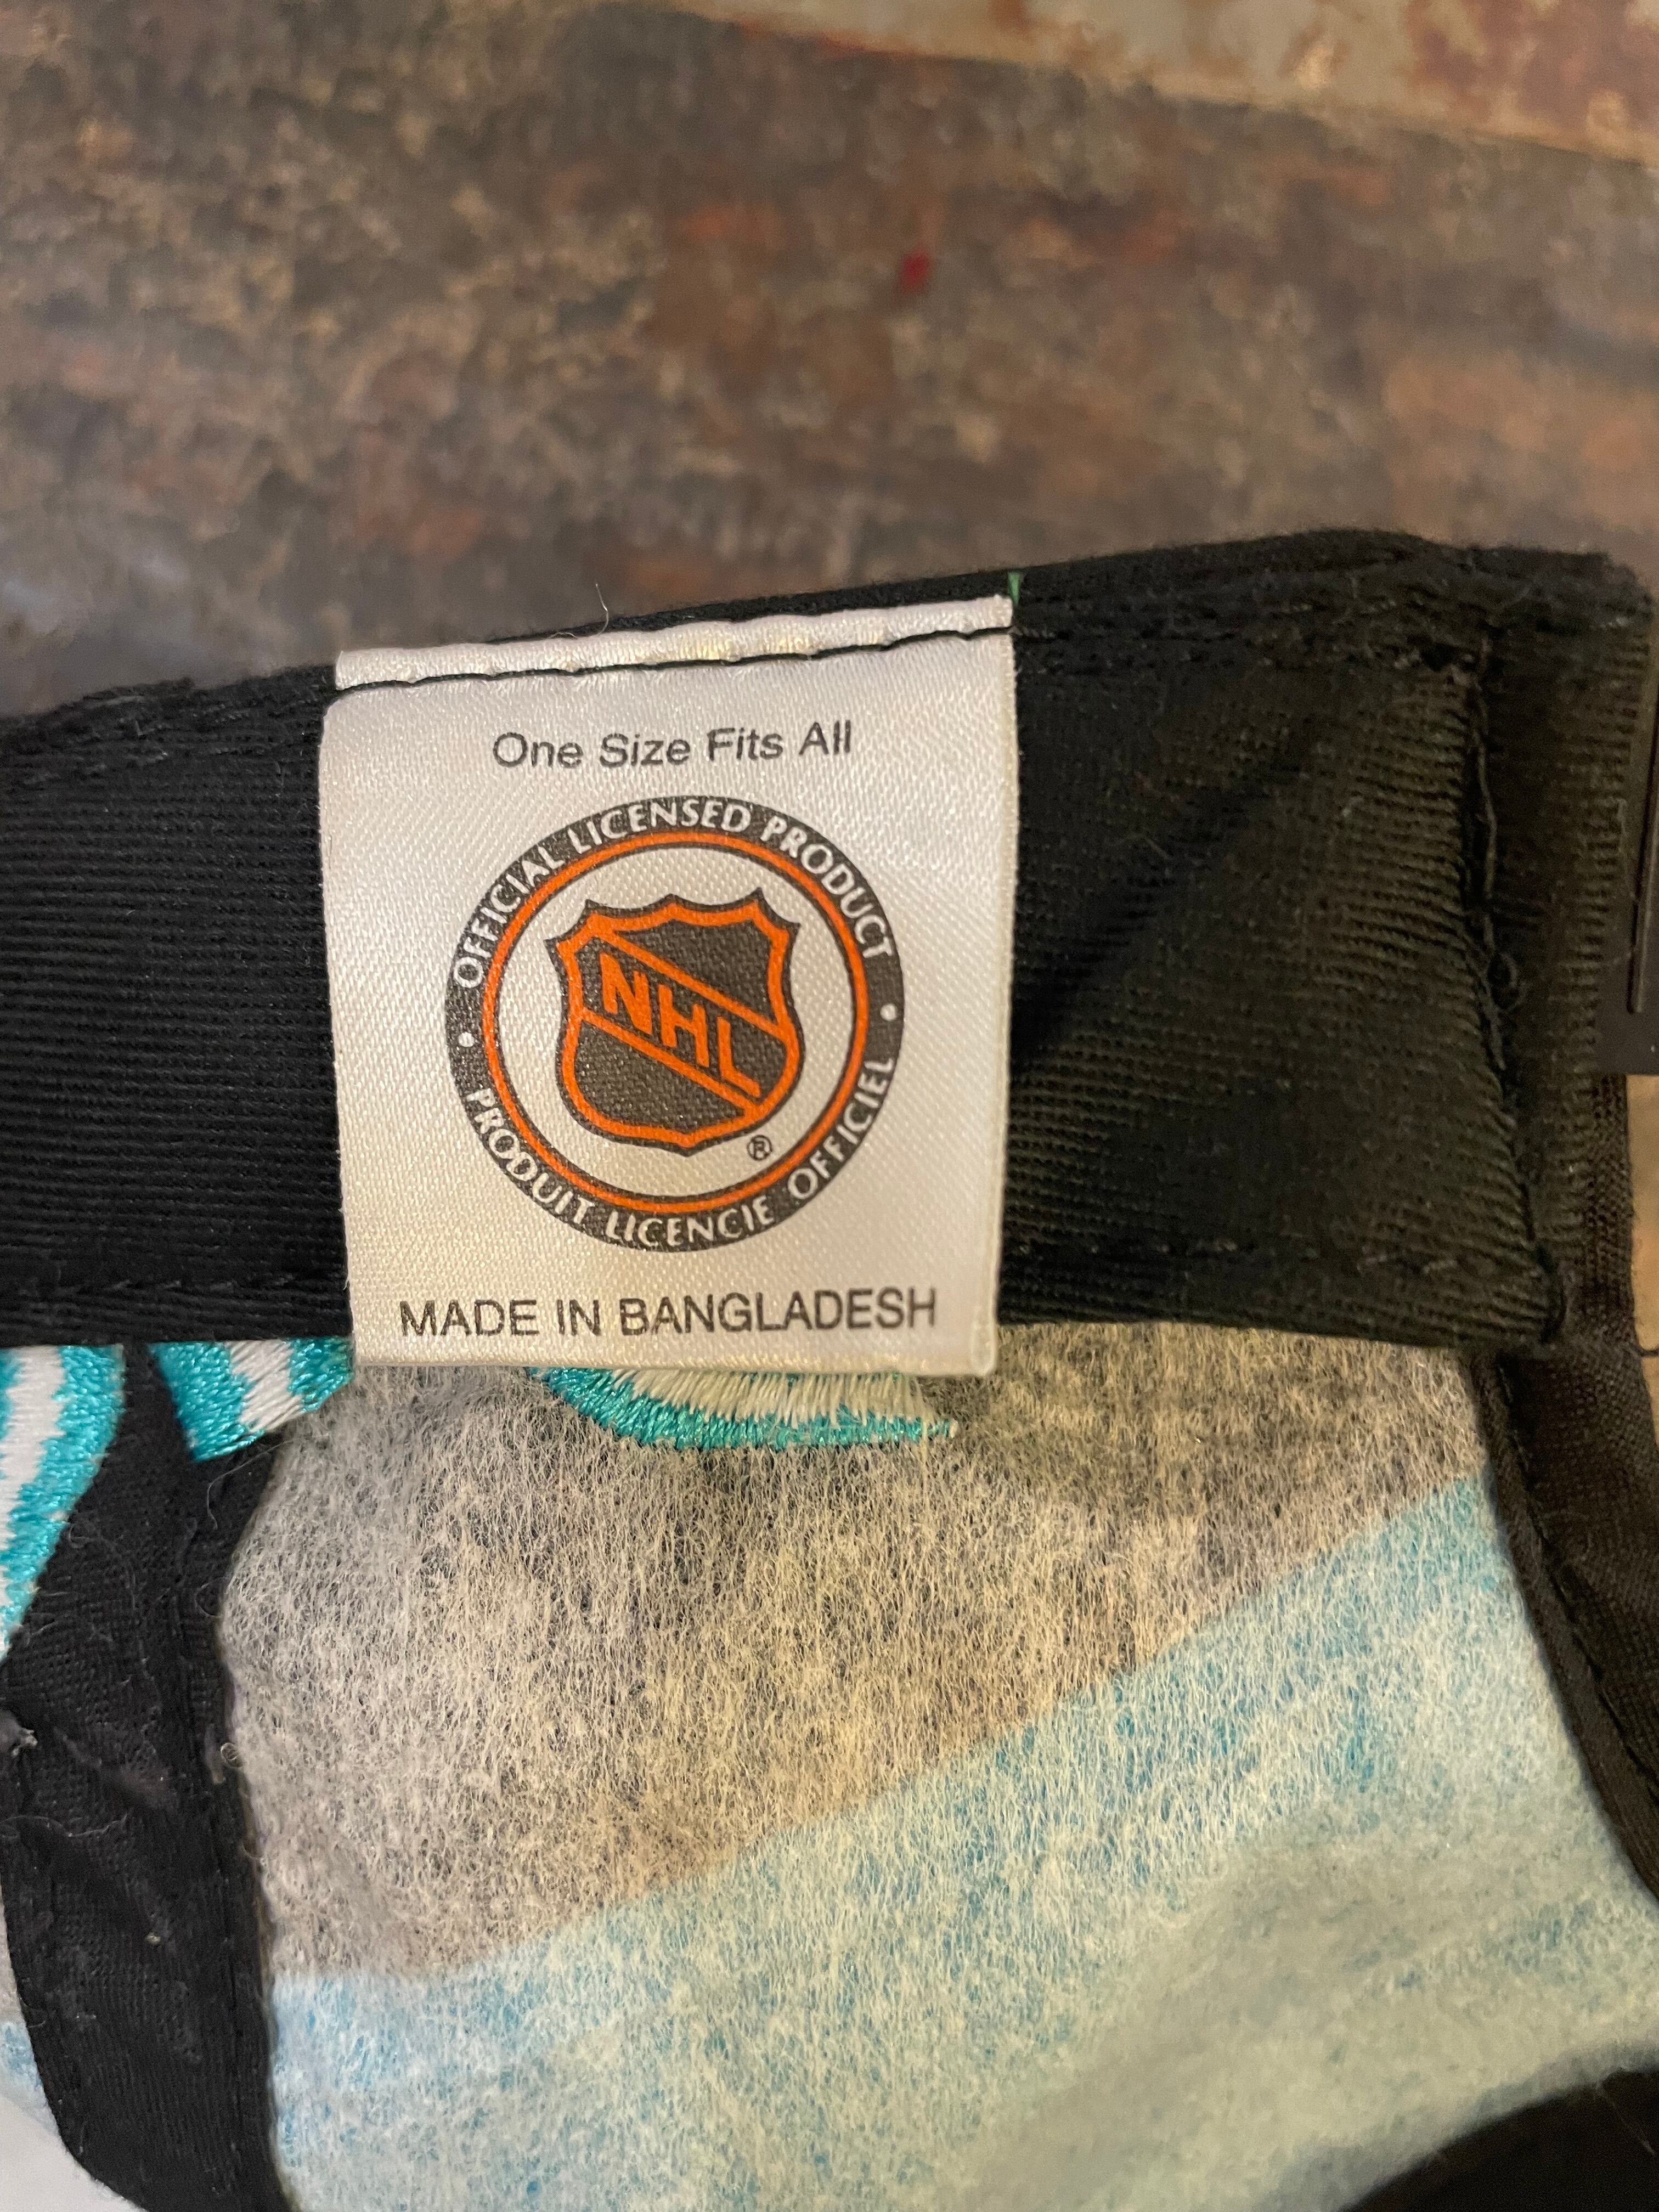 One Size Fits All
OFFICIAL LICENSED PRODUCT
NHL
®
PRODUIT LICENCIE OFFICIEL
MADE IN BANGLADESH